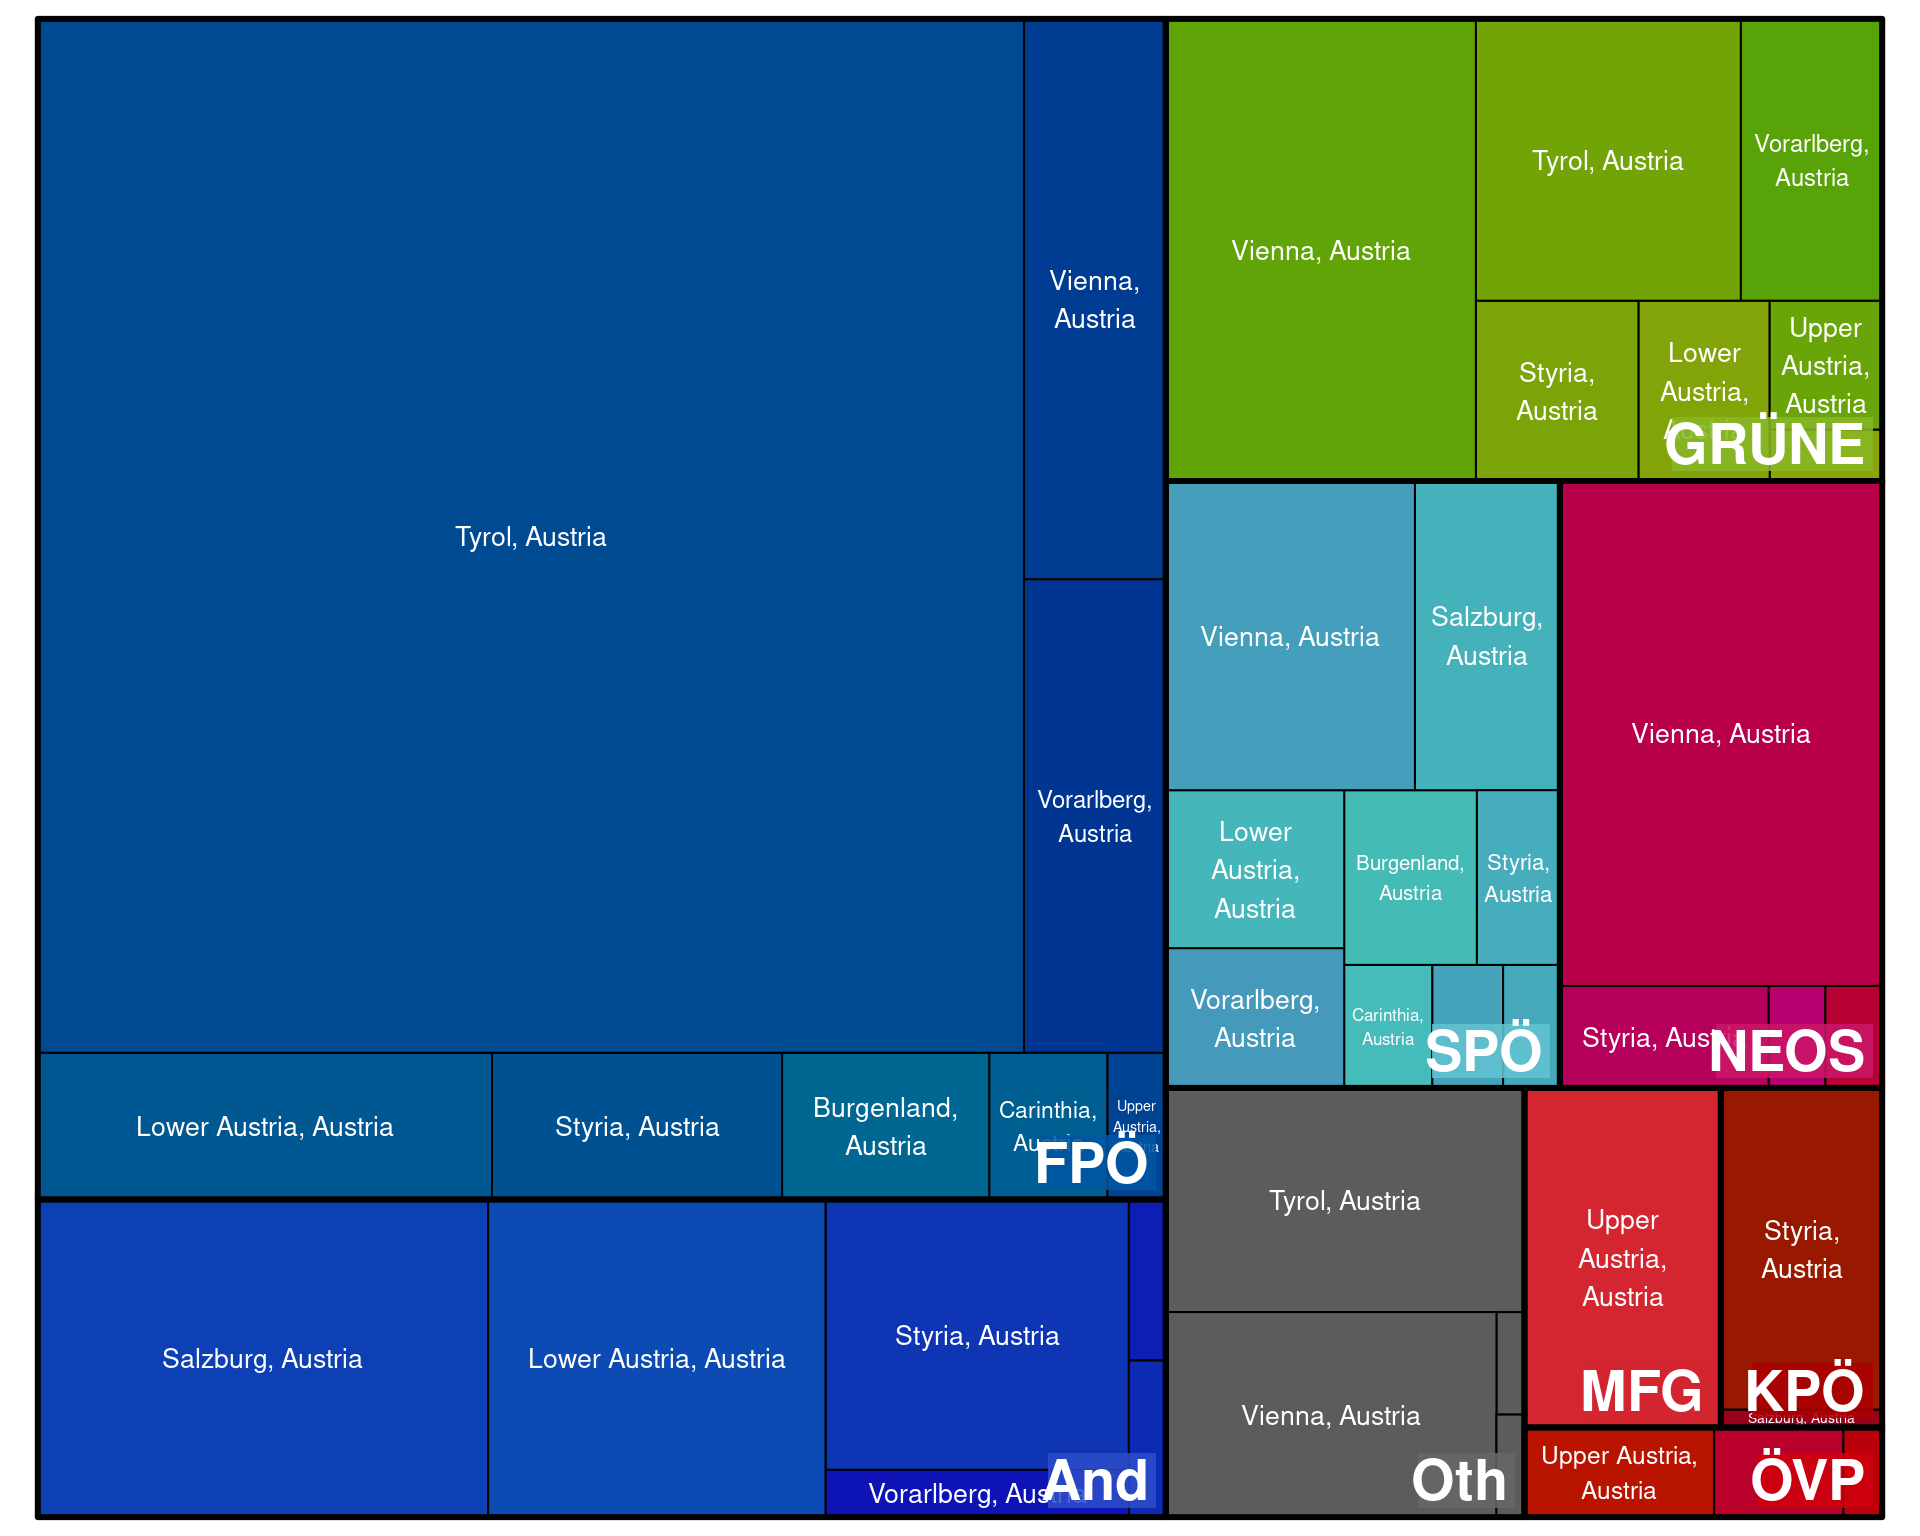 Tyrol, Austria
Vienna,
Austria
Vorarlberg,
Austria
Lower Austria, Austria
Styria, Austria
Burgenland,
Austria
Carinthia,
Upper
Austria,
FPÖ
Salzburg, Austria
Lower Austria, Austria
Styria, Austria
Vorarlberg, Austria
And
Vienna, Austria
Tyrol, Austria
Vorarlberg,
Austria
Styria,
Austria
Lower
Austria,
Upper
Austria,
Austria
GRÜNE
Vienna, Austria
Salzburg,
Austria
Lower
Austria,
Austria
Burgenland,
Austria
Styria,
Austria
Vorarlberg,
Austria
Carinthia,
Austria
SPÖ
Vienna, Austria
Styria, Austria
NEOS
Tyrol, Austria
Vienna, Austria
Oth
Upper
Austria,
Austria
MFG
Styria,
Austria
KPÖ
Salzburg, Austria
Upper Austria,
Austria
ÖVP